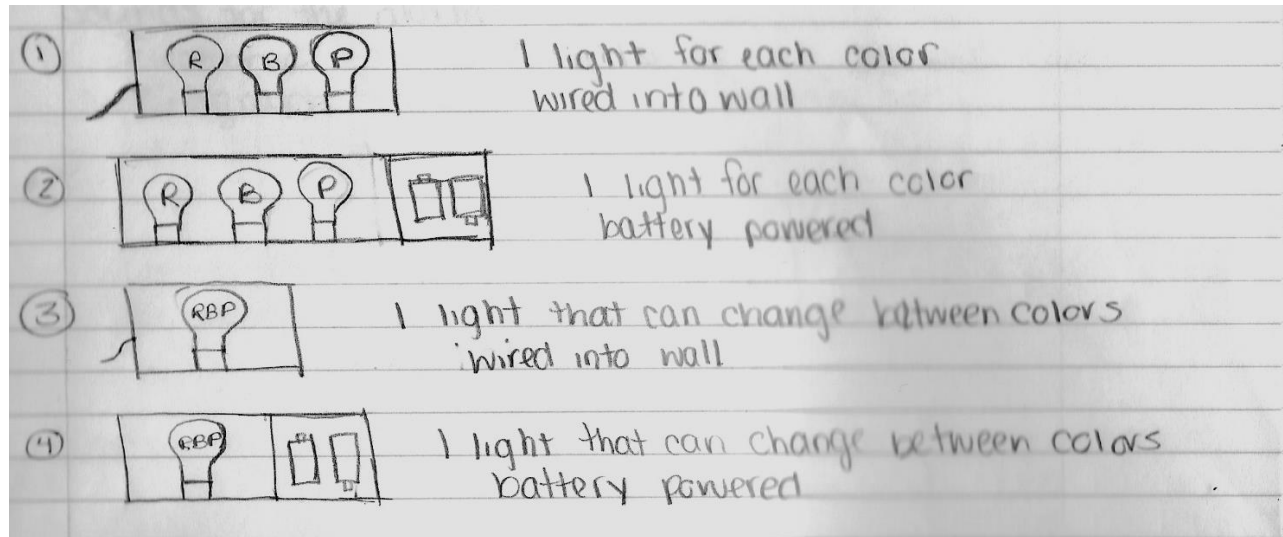 ① R B P 1 light for each color
wired into wall
② R B P 1 light for each color
battery powered
③ RBP 1 light that can change between colors
wired into wall
④ RBP 1 light that can change between colors
battery powered